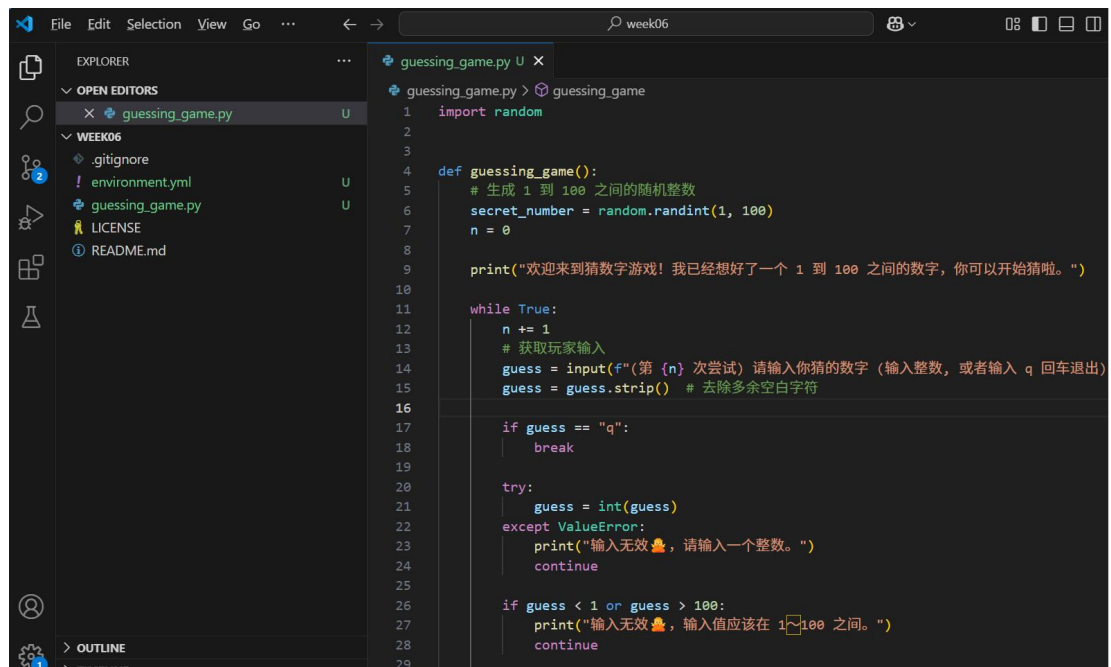 File Edit Selection View Go ··· ← → week06
EXPLORER ···
OPEN EDITORS
guessing_game.py U
WEEK06
.gitignore
environment.yml U
guessing_game.py U
LICENSE
README.md
OUTLINE
2
1
guessing_game.py U ×
guessing_game.py > guessing_game
1 import random
2
3
4 def guessing_game():
5     # 生成 1 到 100 之间的随机整数
6     secret_number = random.randint(1, 100)
7     n = 0
8
9     print("欢迎来到猜数字游戏！我已经想好了一个 1 到 100 之间的数字，你可以开始猜啦。")
10
11     while True:
12         n += 1
13         # 获取玩家输入
14         guess = input(f"(第 {n} 次尝试) 请输入你猜的数字 (输入整数, 或者输入 q 回车退出)
15         guess = guess.strip()  # 去除多余空白字符
16
17         if guess == "q":
18             break
19
20         try:
21             guess = int(guess)
22         except ValueError:
23             print("输入无效🙅，请输入一个整数。")
24             continue
25
26         if guess < 1 or guess > 100:
27             print("输入无效🙅，输入值应该在 1～100 之间。")
28             continue
29